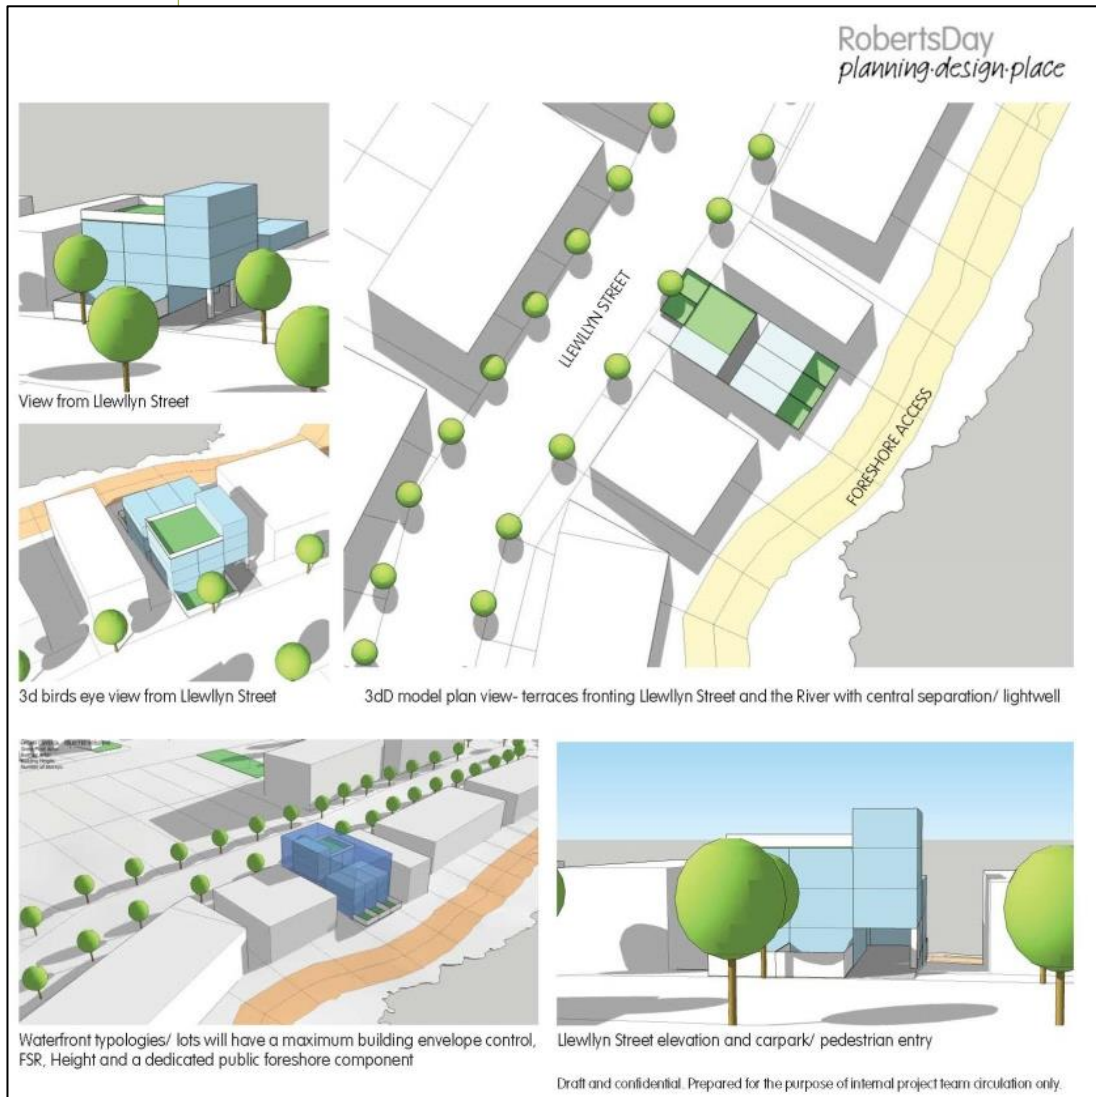 RobertsDay
planning·design·place
LLEWLLYN STREET
FORESHORE ACCESS
View from Llewllyn Street
3d birds eye view from Llewllyn Street
3dD model plan view- terraces fronting Llewllyn Street and the River with central separation/ lightwell
Waterfront typologies/ lots will have a maximum building envelope control,
FSR, Height and a dedicated public foreshore component
Llewllyn Street elevation and carpark/ pedestrian entry
Draft and confidential. Prepared for the purpose of internal project team circulation only.